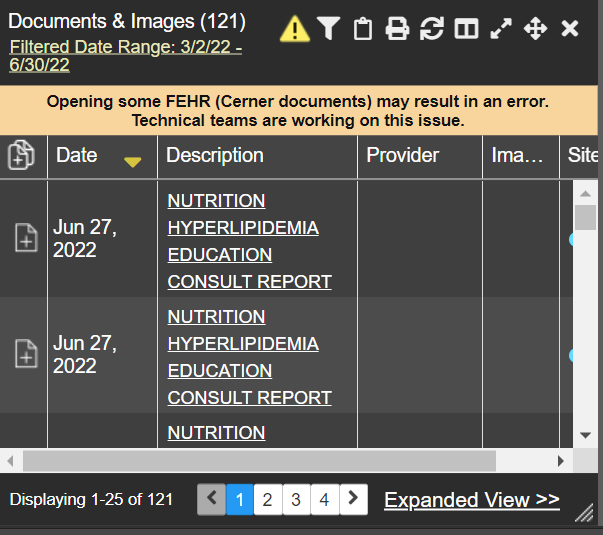 Documents & Images (121)
Filtered Date Range: 3/2/22 -
6/30/22
Opening some FEHR (Cerner documents) may result in an error.
Technical teams are working on this issue.
Date Description Provider Ima... Site
Jun 27,
2022
NUTRITION
HYPERLIPIDEMIA
EDUCATION
CONSULT REPORT
Jun 27,
2022
NUTRITION
HYPERLIPIDEMIA
EDUCATION
CONSULT REPORT
NUTRITION
Displaying 1-25 of 121 < 1 2 3 4 > Expanded View >>